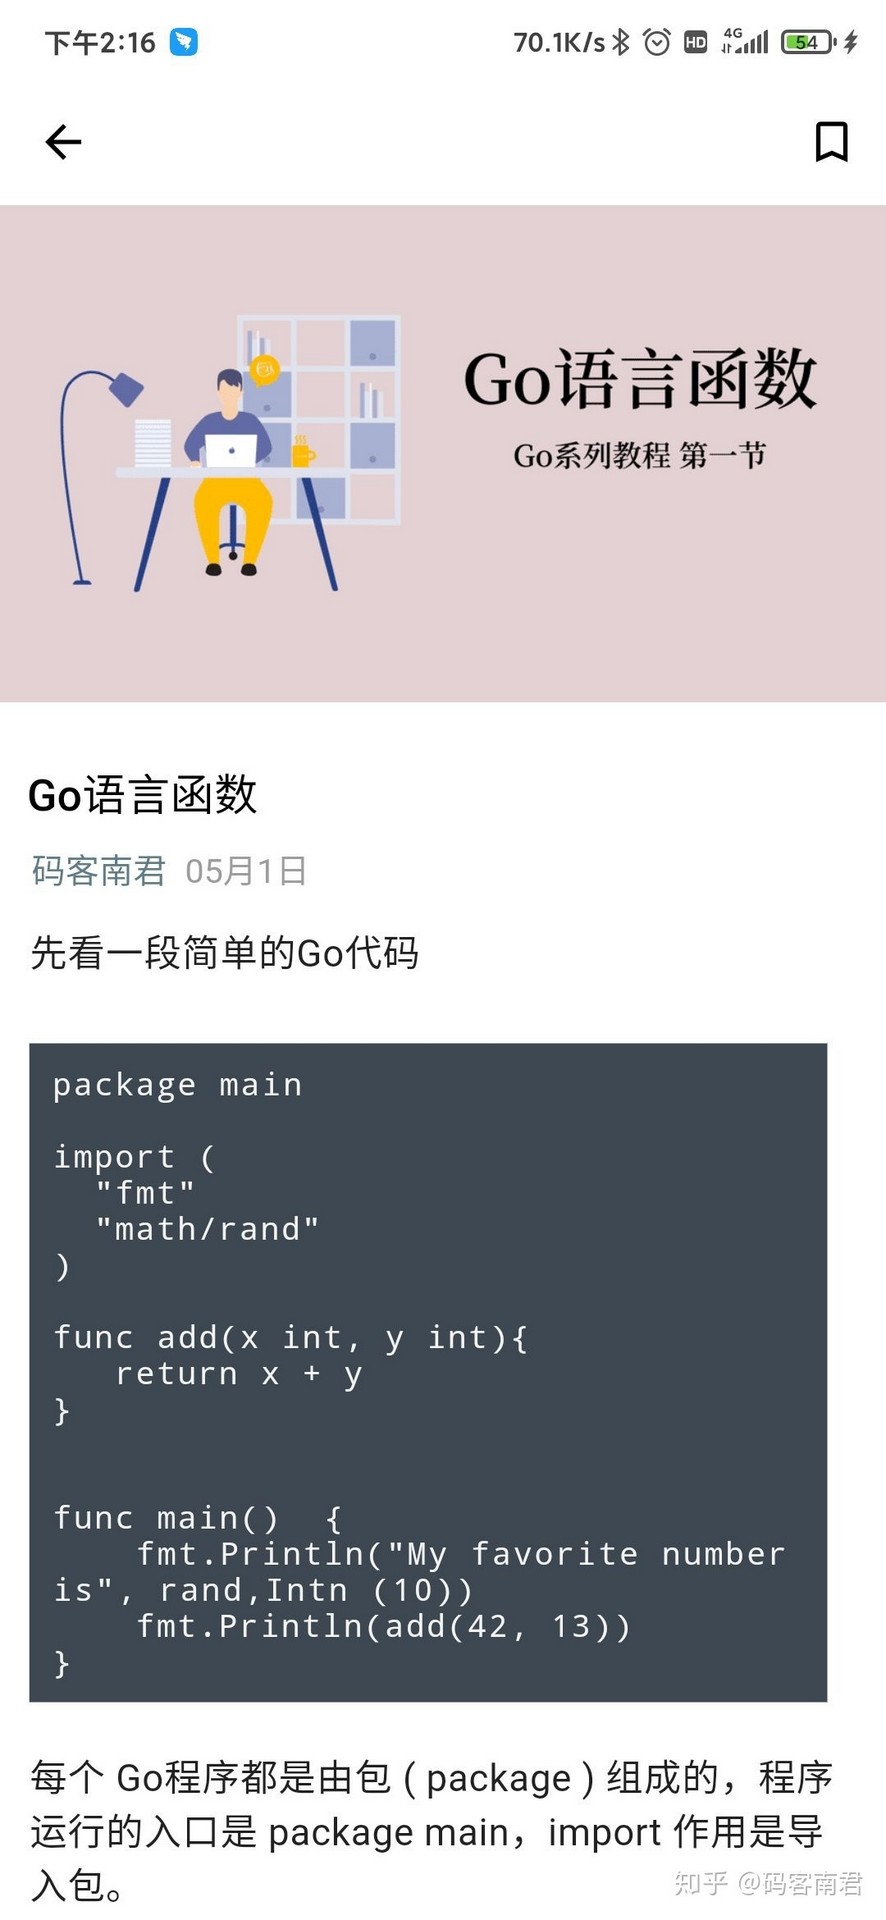 下午2:16
70.1K/s HD 4G 54
Go语言函数
Go系列教程 第一节
Go语言函数
码客南君 05月1日
先看一段简单的Go代码
package main
import (
"fmt"
"math/rand"
)
func add(x int, y int){
return x + y
}
func main()  {
fmt.Println("My favorite number
is", rand,Intn (10))
fmt.Println(add(42, 13))
}
每个 Go程序都是由包 ( package ) 组成的，程序
运行的入口是 package main，import 作用是导
入包。
知乎 @码客南君